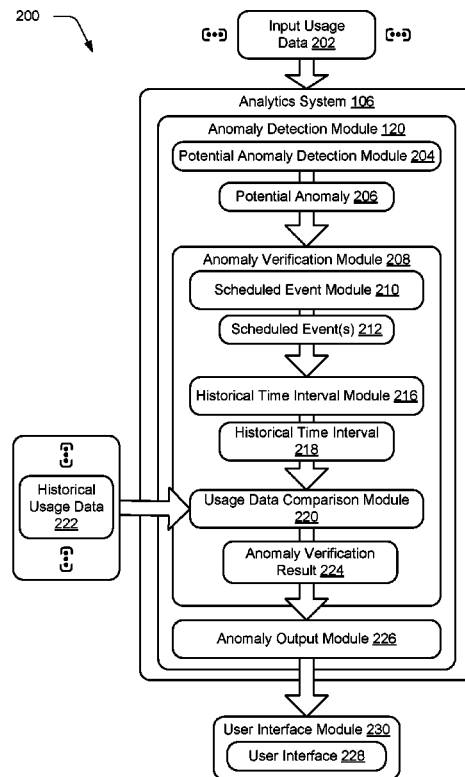 200
Input Usage
Data 202
Analytics System 106
Anomaly Detection Module 120
Potential Anomaly Detection Module 204
Potential Anomaly 206
Anomaly Verification Module 208
Scheduled Event Module 210
Scheduled Event(s) 212
Historical Time Interval Module 216
Historical Time Interval
218
Historical
Usage Data
222
Usage Data Comparison Module
220
Anomaly Verification
Result 224
Anomaly Output Module 226
User Interface Module 230
User Interface 228